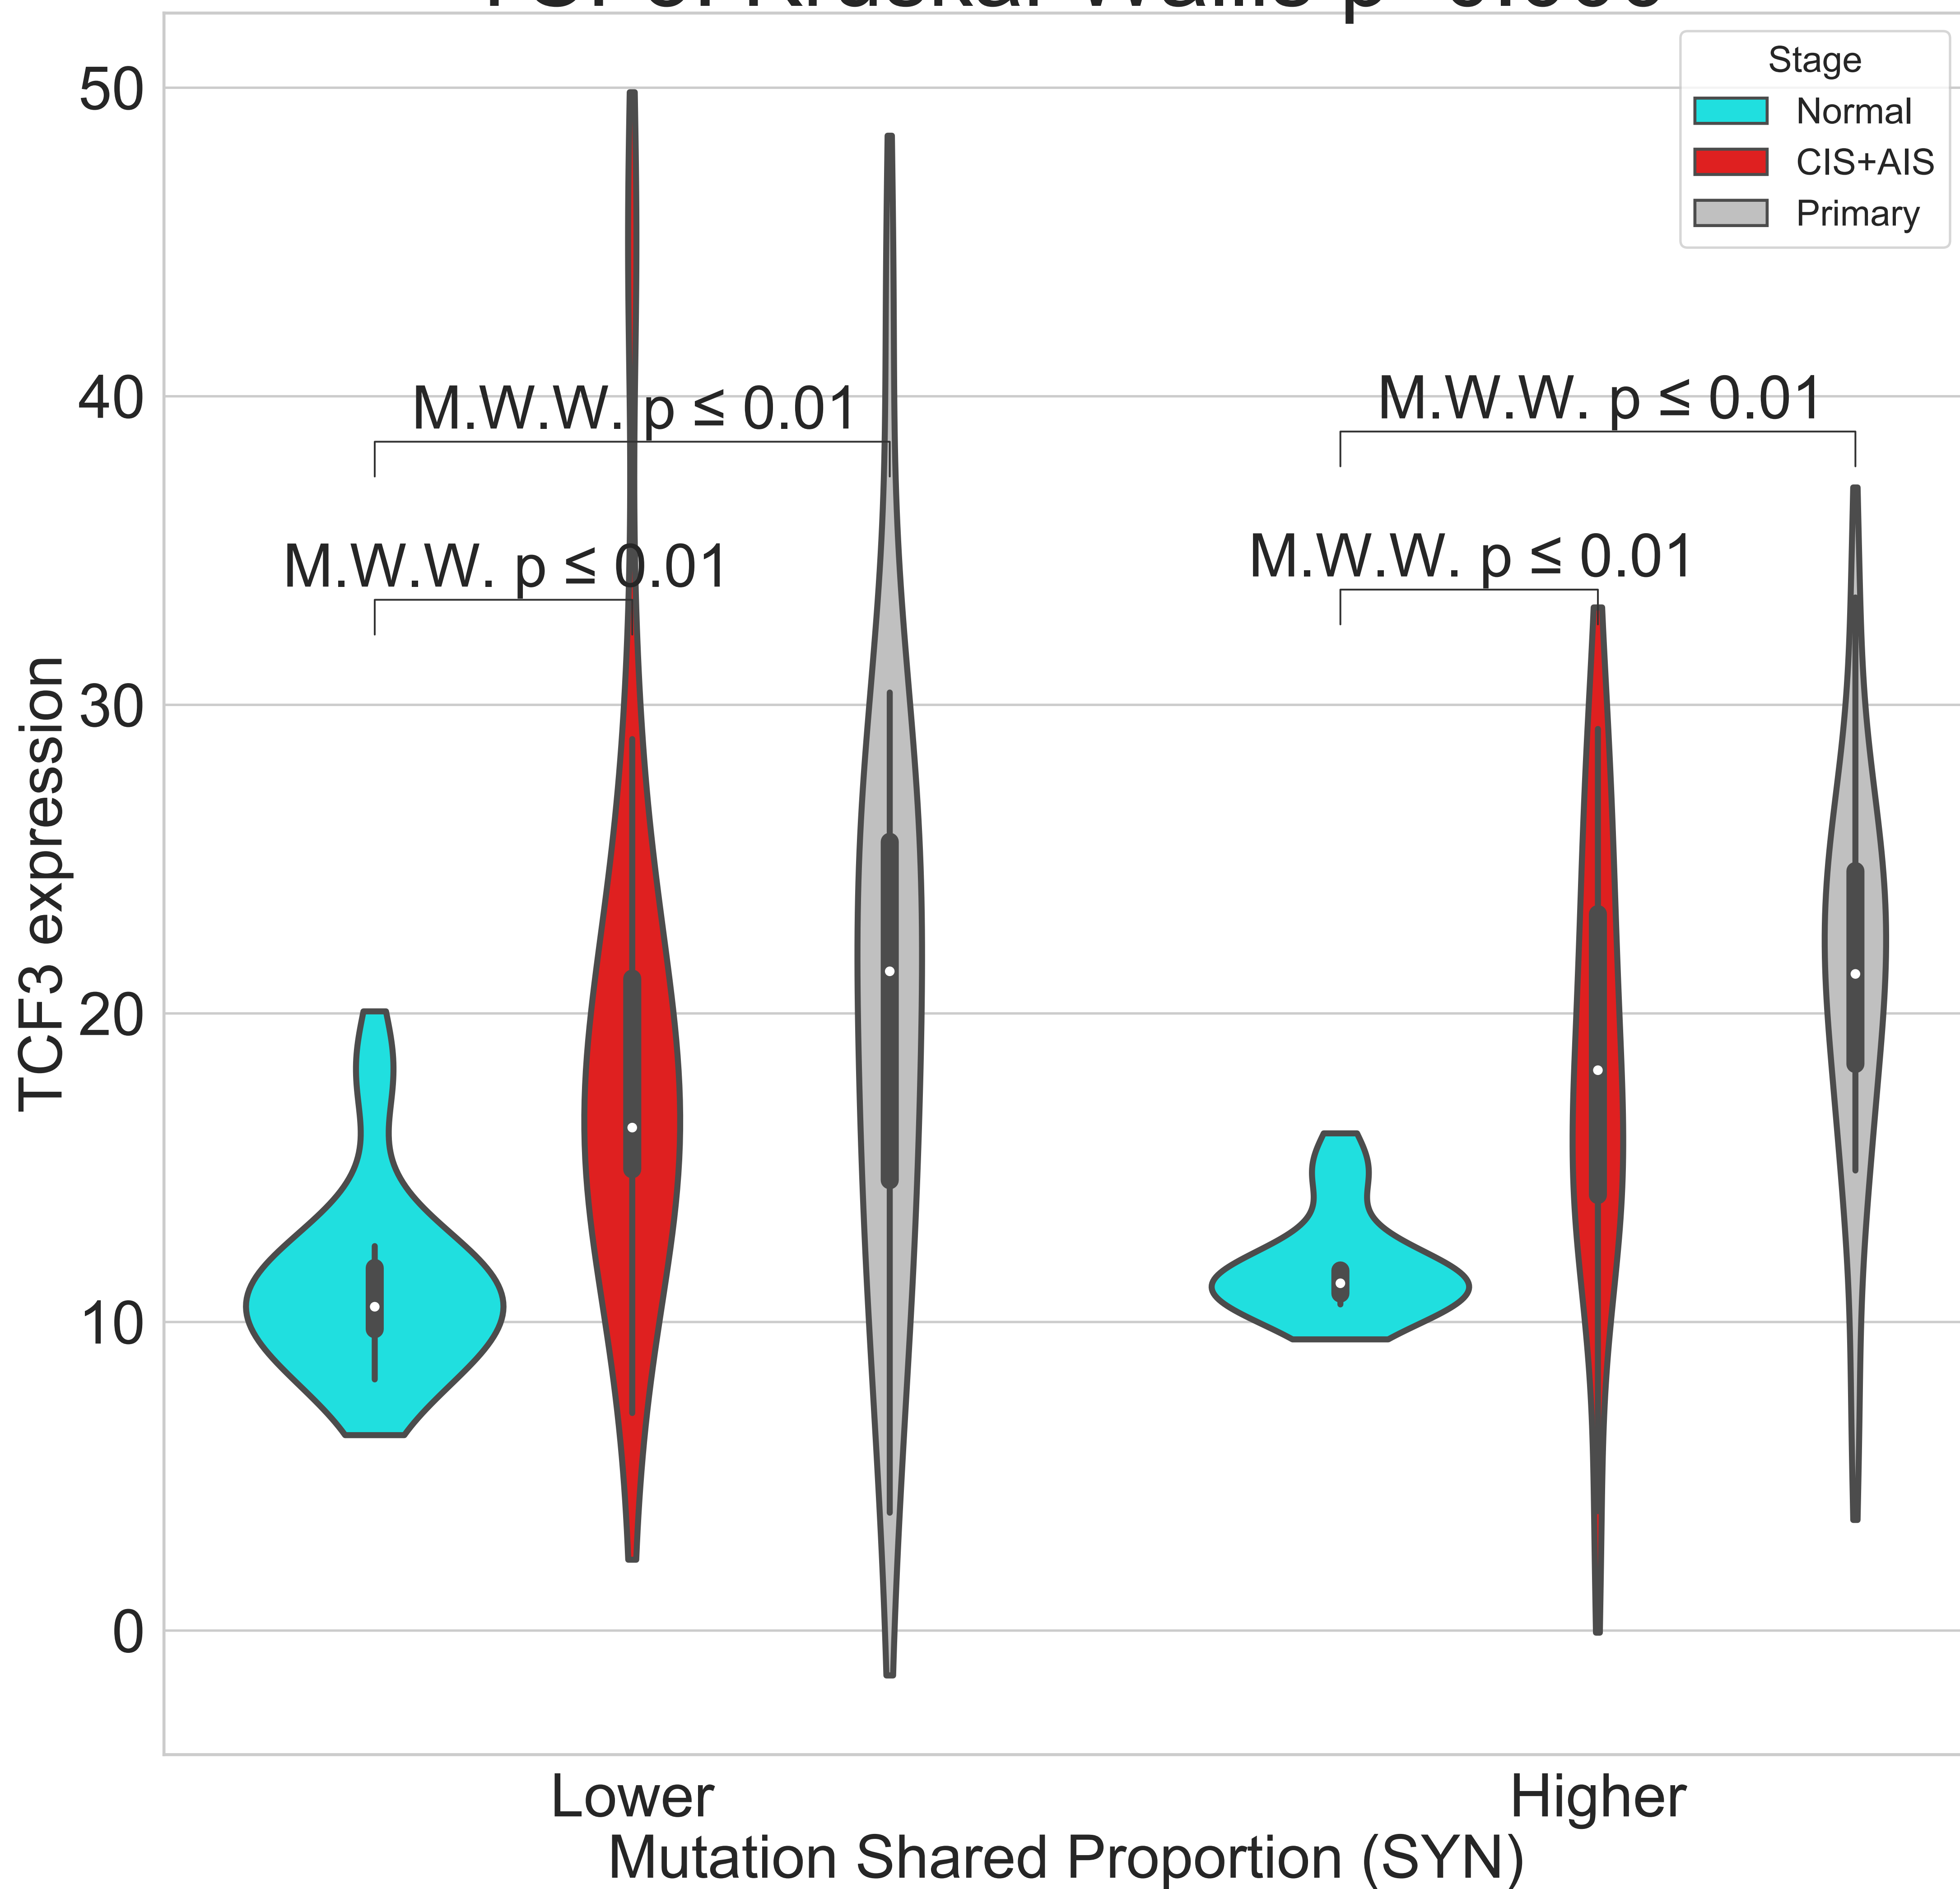 50
40
30
20
10
0
TCF3 expression
Stage
Normal
CIS+AIS
Primary
M.W.W. p ≤ 0.01
M.W.W. p ≤ 0.01
M.W.W. p ≤ 0.01
M.W.W. p ≤ 0.01
Lower
Higher
Mutation Shared Proportion (SYN)